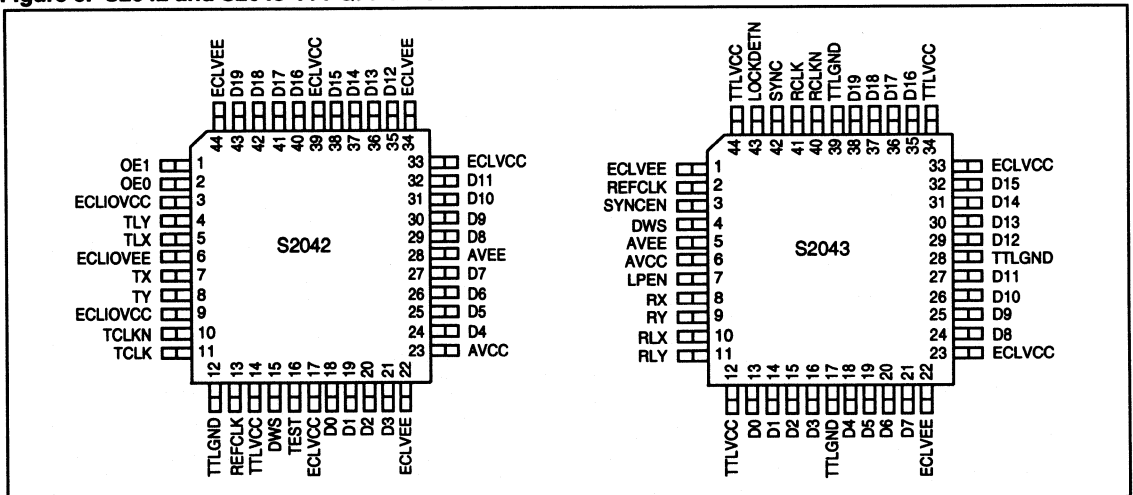 ECLVEE
D19
D18
D17
D16
ECLVCC
D15
D14
D13
D12
ECLVEE
44
43
42
41
40
39
38
37
36
35
34
OE1 1
OE0 2
ECLIOVCC 3
TLY 4
TLX 5
ECLIOVEE 6
TX 7
TY 8
ECLIOVCC 9
TCLKN 10
TCLK 11
S2042
33 ECLVCC
32 D11
31 D10
30 D9
29 D8
28 AVEE
27 D7
26 D6
25 D5
24 D4
23 AVCC
12
13
14
15
16
17
18
19
20
21
22
TTLGND
REFCLK
TTLVCC
DWS
TEST
ECLVCC
D0
D1
D2
D3
ECLVEE
TTLVCC
LOCKDETN
SYNC
RCLK
RCLKN
TTLGND
D19
D18
D17
D16
TTLVCC
44
43
42
41
40
39
38
37
36
35
34
ECLVEE 1
REFCLK 2
SYNCEN 3
DWS 4
AVEE 5
AVCC 6
LPEN 7
RX 8
RY 9
RLX 10
RLY 11
S2043
33 ECLVCC
32 D15
31 D14
30 D13
29 D12
28 TTLGND
27 D11
26 D10
25 D9
24 D8
23 ECLVCC
12
13
14
15
16
17
18
19
20
21
22
TTLVCC
D0
D1
D2
D3
TTLGND
D4
D5
D6
D7
ECLVEE